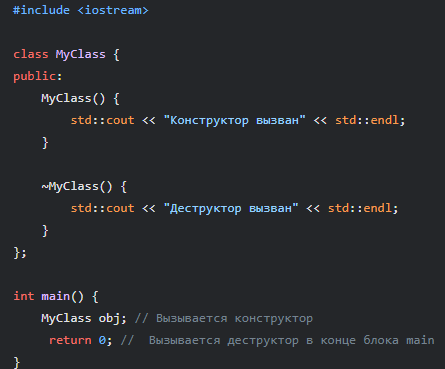 #include <iostream>

class MyClass {
public:
    MyClass() {
        std::cout << "Конструктор вызван" << std::endl;
    }

    ~MyClass() {
        std::cout << "Деструктор вызван" << std::endl;
    }
};

int main() {
    MyClass obj; // Вызывается конструктор
     return 0; //  Вызывается деструктор в конце блока main
}